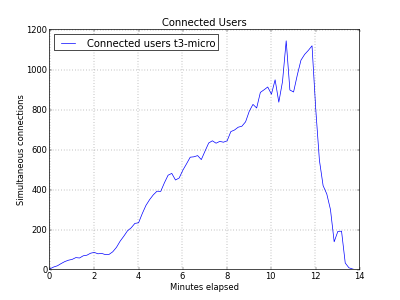 Connected Users
Connected users t3-micro
Simultaneous connections
1200
1000
800
600
400
200
0
0 2 4 6 8 10 12 14
Minutes elapsed